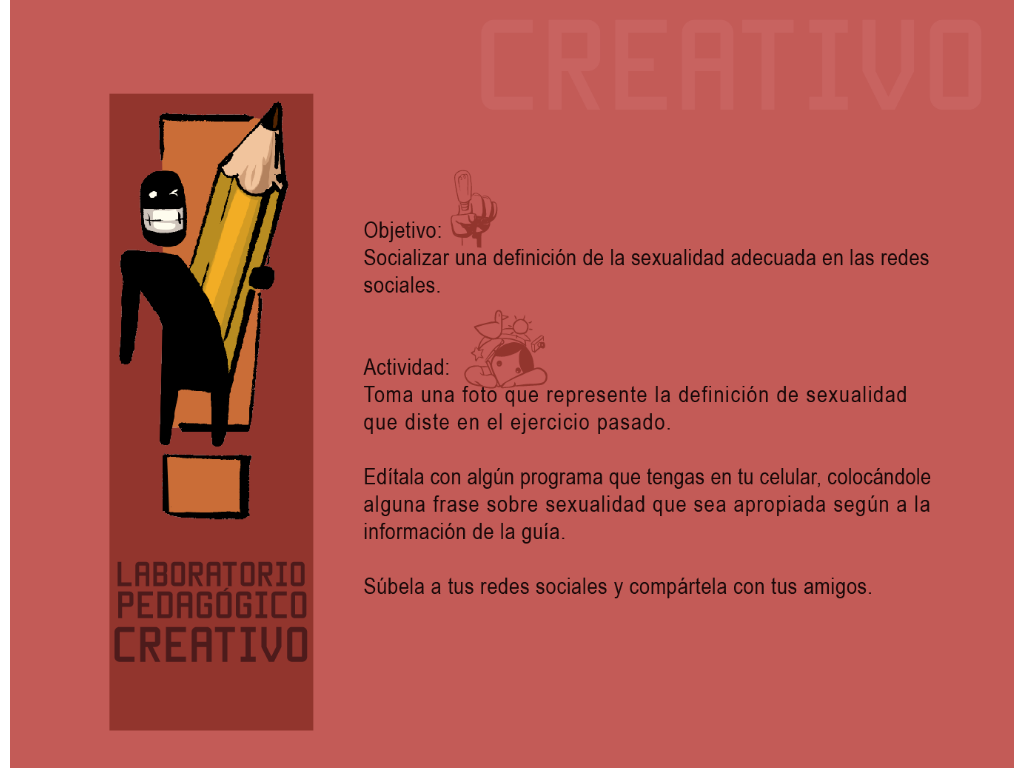 CREATIVO
Objetivo:
Socializar una definición de la sexualidad adecuada en las redes
sociales.
Actividad:
Toma una foto que represente la definición de sexualidad
que diste en el ejercicio pasado.
Edítala con algún programa que tengas en tu celular, colocándole
alguna frase sobre sexualidad que sea apropiada según a la
información de la guía.
Súbela a tus redes sociales y compártela con tus amigos.
LABORATORIO
PEDAGÓGICO
CREATIVO